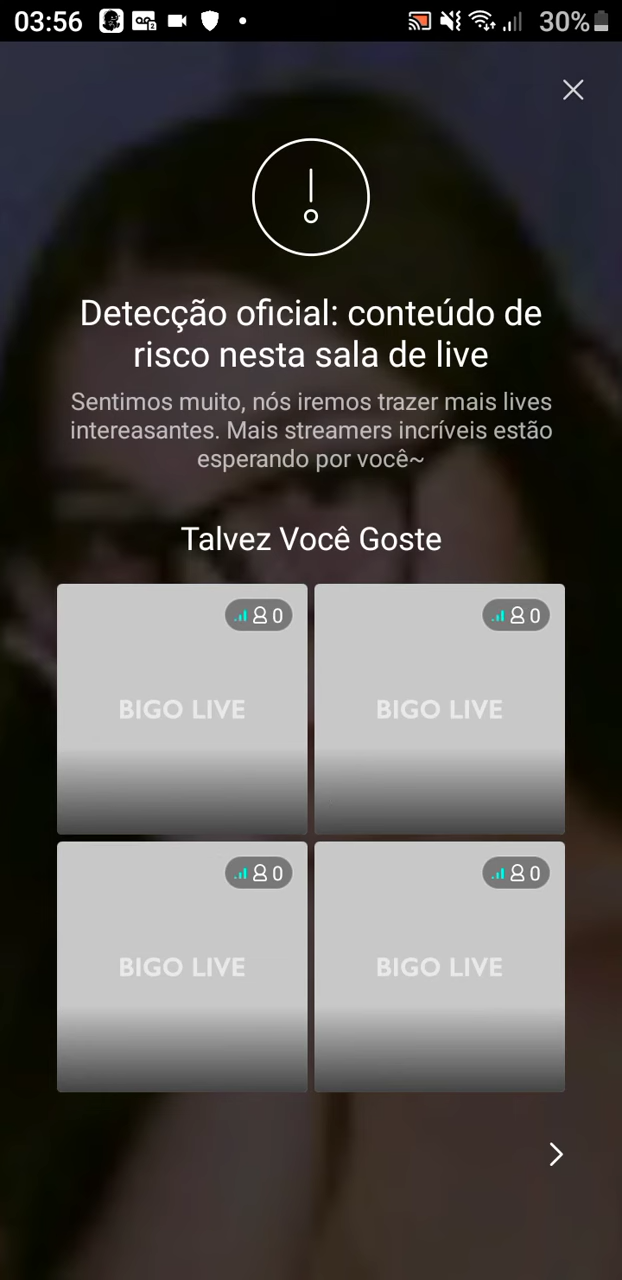 03:56
30%
Detecção oficial: conteúdo de
risco nesta sala de live
Sentimos muito, nós iremos trazer mais lives
intereasantes. Mais streamers incríveis estão
esperando por você~
Talvez Você Goste
0
0
BIGO LIVE
BIGO LIVE
0
0
BIGO LIVE
BIGO LIVE